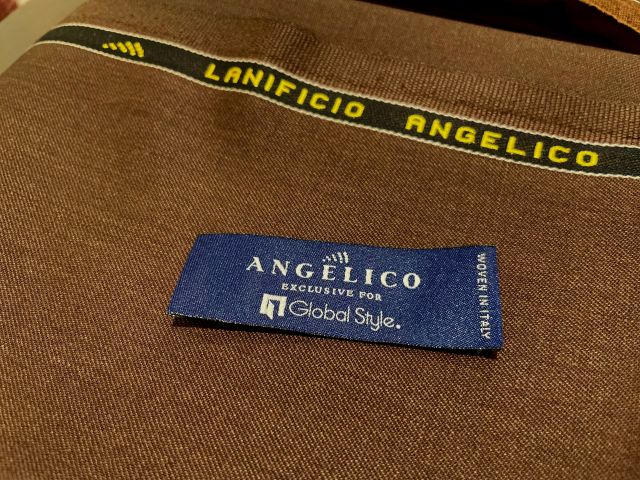 LANIFICIO ANGELICO
ANGELICO
EXCLUSIVE FOR
Global Style.
WOVEN IN ITALY